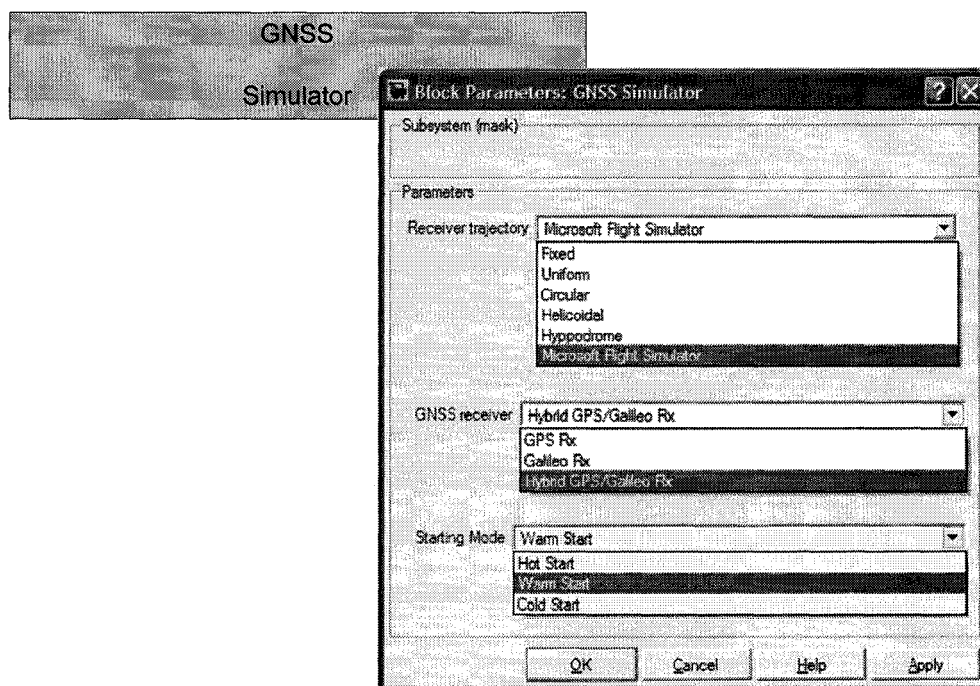 GNSS
Simulator
Block Parameters: GNSS Simulator
Subsystem (mask)
Parameters
Receiver trajectory Microsoft Flight Simulator
Fixed
Uniform
Circular
Helicoidal
Hyppodrome
Microsoft Flight Simulator
GNSS receiver Hybrid GPS/Galileo Rx
GPS Rx
Galileo Rx
Hybrid GPS/Galileo Rx
Starting Mode Warm Start
Hot Start
Warm Start
Cold Start
OK Cancel Help Apply